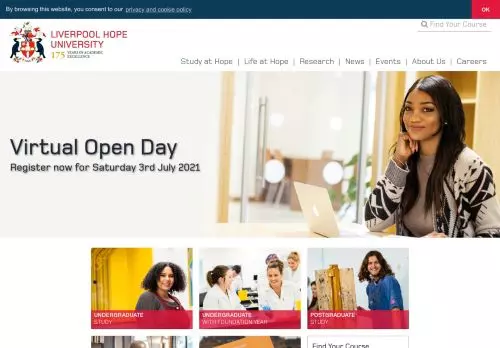 By browsing this website, you consent to our privacy and cookie policy
OK
LIVERPOOL HOPE
UNIVERSITY
175 YEARS IN ACADEMIC
EXCELLENCE
Find Your Course
Study at Hope | Life at Hope | Research | News | Events | About Us | Careers
Virtual Open Day
Register now for Saturday 3rd July 2021
UNDERGRADUATE
STUDY
UNDERGRADUATE
WITH FOUNDATION YEAR
POSTGRADUATE
STUDY
Find Your Course